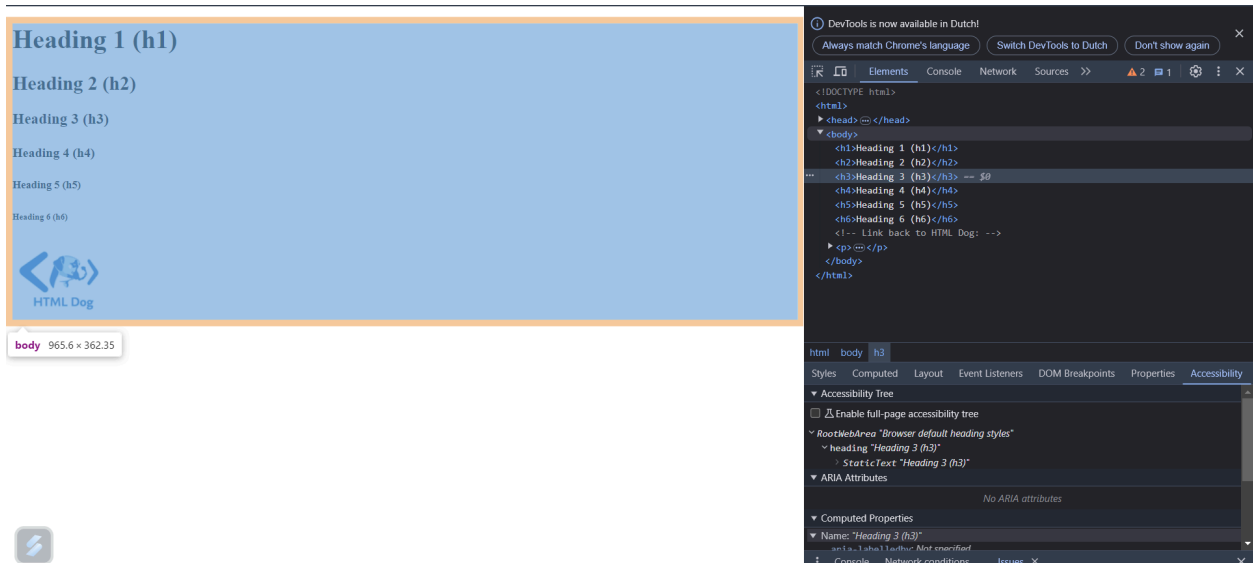 Heading 1 (h1)
Heading 2 (h2)
Heading 3 (h3)
Heading 4 (h4)
Heading 5 (h5)
Heading 6 (h6)
HTML Dog
body 965.6 × 362.35
DevTools is now available in Dutch!
Always match Chrome's language Switch DevTools to Dutch Don't show again
Elements Console Network Sources 2 1
<!DOCTYPE html>
<html>
<head> </head>
<body>
<h1>Heading 1 (h1)</h1>
<h2>Heading 2 (h2)</h2>
<h3>Heading 3 (h3)</h3> == $0
<h4>Heading 4 (h4)</h4>
<h5>Heading 5 (h5)</h5>
<h6>Heading 6 (h6)</h6>
<!-- Link back to HTML Dog: -->
<p> </p>
</body>
</html>
html body h3
Styles Computed Layout Event Listeners DOM Breakpoints Properties Accessibility
Accessibility Tree
Enable full-page accessibility tree
RootWebArea "Browser default heading styles"
heading "Heading 3 (h3)"
StaticText "Heading 3 (h3)"
ARIA Attributes
No ARIA attributes
Computed Properties
Name: "Heading 3 (h3)"
aria-labelledby: Not specified
Console Network conditions Issues